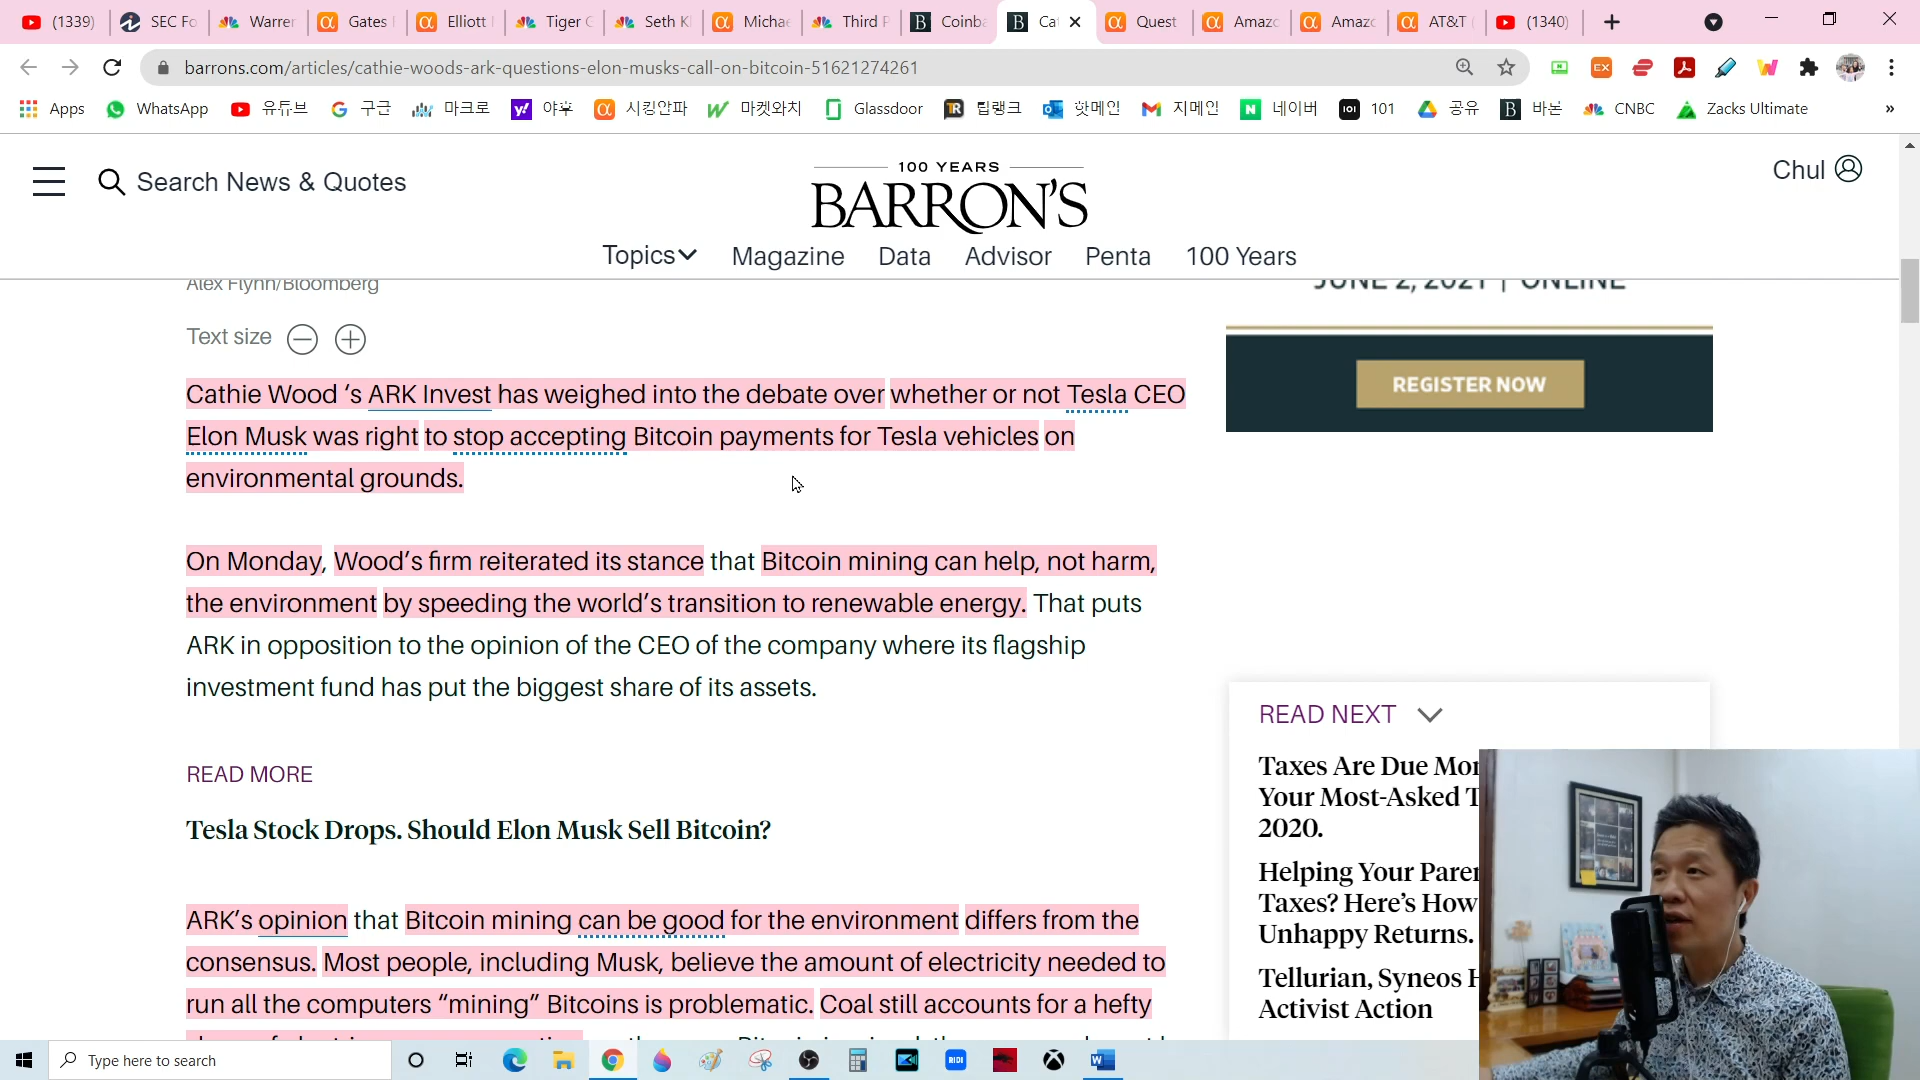 (1339)
SEC Fo
Warren
Gates
Elliott
Tiger
Seth K
Michae
Third P
Coinba
Ca
Quest
Amazo
Amazo
AT&T
(1340)
barrons.com/articles/cathie-woods-ark-questions-elon-musks-call-on-bitcoin-51621274261
Apps WhatsApp 유튜브 구글 마크로 야후 시킹안파 마켓와치 Glassdoor 팁랭크 핫메인 지메인 네이버 101 공유 바론 CNBC Zacks Ultimate »
Search News & Quotes
100 YEARS
BARRON'S
Chul
Topics Magazine Data Advisor Penta 100 Years
Alex Flynn/Bloomberg
JUNE 2, 2021 | ONLINE
Text size
REGISTER NOW
Cathie Wood ‘s ARK Invest has weighed into the debate over whether or not Tesla CEO
Elon Musk was right to stop accepting Bitcoin payments for Tesla vehicles on
environmental grounds.
On Monday, Wood’s firm reiterated its stance that Bitcoin mining can help, not harm,
the environment by speeding the world’s transition to renewable energy. That puts
ARK in opposition to the opinion of the CEO of the company where its flagship
investment fund has put the biggest share of its assets.
READ MORE
Tesla Stock Drops. Should Elon Musk Sell Bitcoin?
ARK’s opinion that Bitcoin mining can be good for the environment differs from the
consensus. Most people, including Musk, believe the amount of electricity needed to
run all the computers “mining” Bitcoins is problematic. Coal still accounts for a hefty
READ NEXT
Taxes Are Due Mon
Your Most-Asked T
2020.
Helping Your Paren
Taxes? Here’s How
Unhappy Returns.
Tellurian, Syneos H
Activist Action
Type here to search
RIDI